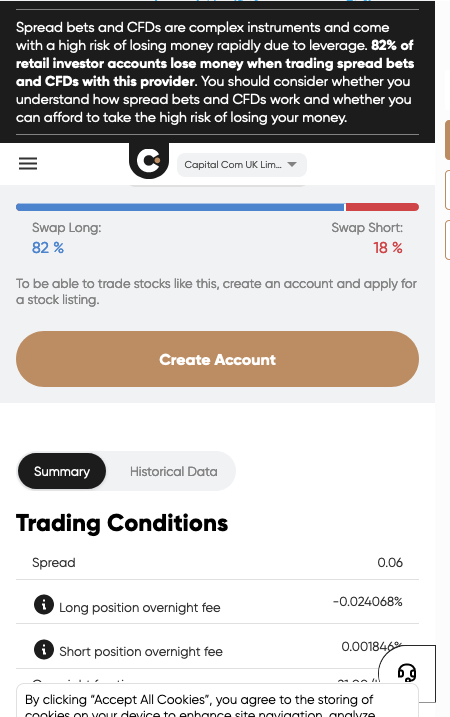 Spread bets and CFDs are complex instruments and come
with a high risk of losing money rapidly due to leverage. 82% of
retail investor accounts lose money when trading spread bets
and CFDs with this provider. You should consider whether you
understand how spread bets and CFDs work and whether you
can afford to take the high risk of losing your money.
Capital Com UK Lim...
Swap Long:
Swap Short:
82 %
18 %
To be able to trade stocks like this, create an account and apply for
a stock listing.
Create Account
Summary
Historical Data
Trading Conditions
Spread
0.06
Long position overnight fee
-0.024068%
Short position overnight fee
0.001846%
By clicking “Accept All Cookies”, you agree to the storing of
cookies on your device to enhance site navigation, analyze